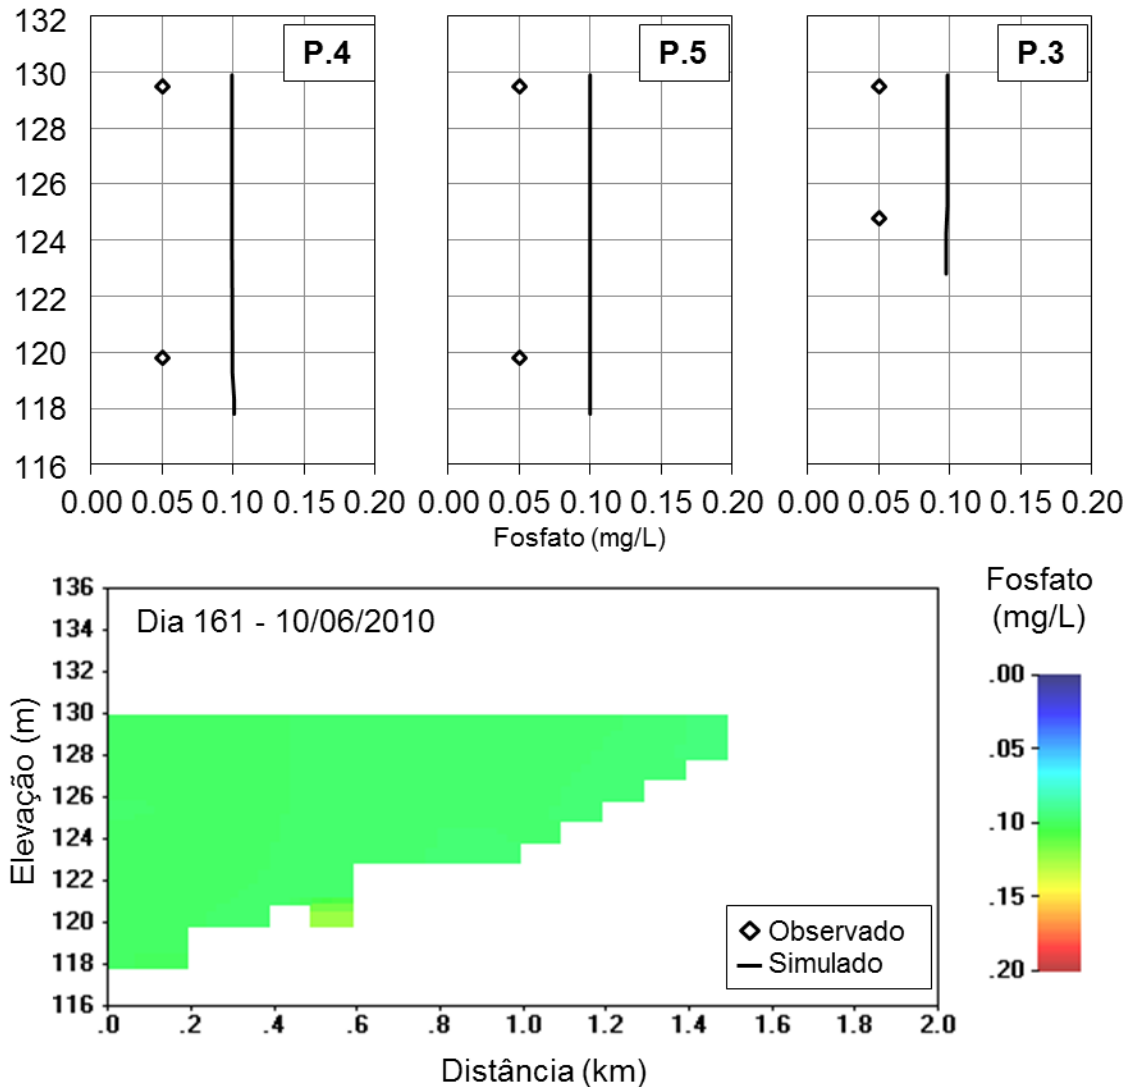 132
130
128
126
124
122
120
118
116
P.4
P.5
P.3
0.00 0.05 0.10 0.15 0.20
0.00 0.05 0.10 0.15 0.20
0.00 0.05 0.10 0.15 0.20
Fosfato (mg/L)
136
134
132
130
128
126
124
122
120
118
116
Elevação (m)
Dia 161 - 10/06/2010
Observado
Simulado
.0 .2 .4 .6 .8 1.0 1.2 1.4 1.6 1.8 2.0
Distância (km)
Fosfato
(mg/L)
.00
.05
.10
.15
.20